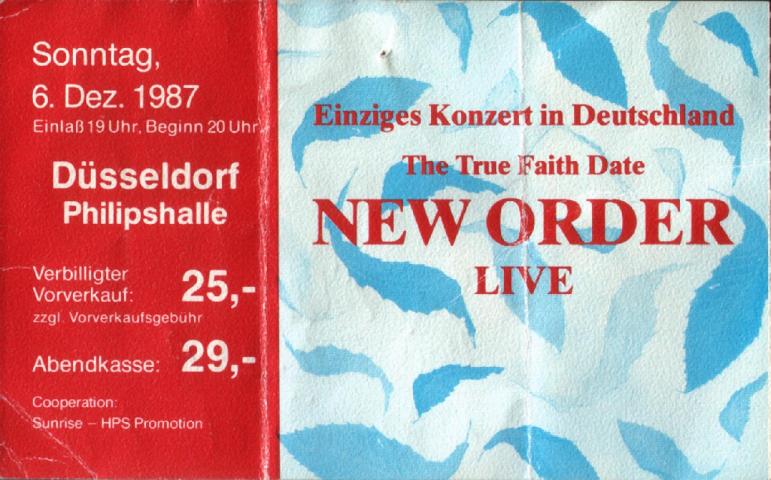 Sonntag,
6. Dez. 1987
Einlaß 19 Uhr, Beginn 20 Uhr
Düsseldorf
Philipshalle
Verbilligter
Vorverkauf: 25,-
zzgl. Vorverkaufsgebühr
Abendkasse: 29,-
Cooperation:
Sunrise – HPS Promotion
Einziges Konzert in Deutschland
The True Faith Date
NEW ORDER
LIVE